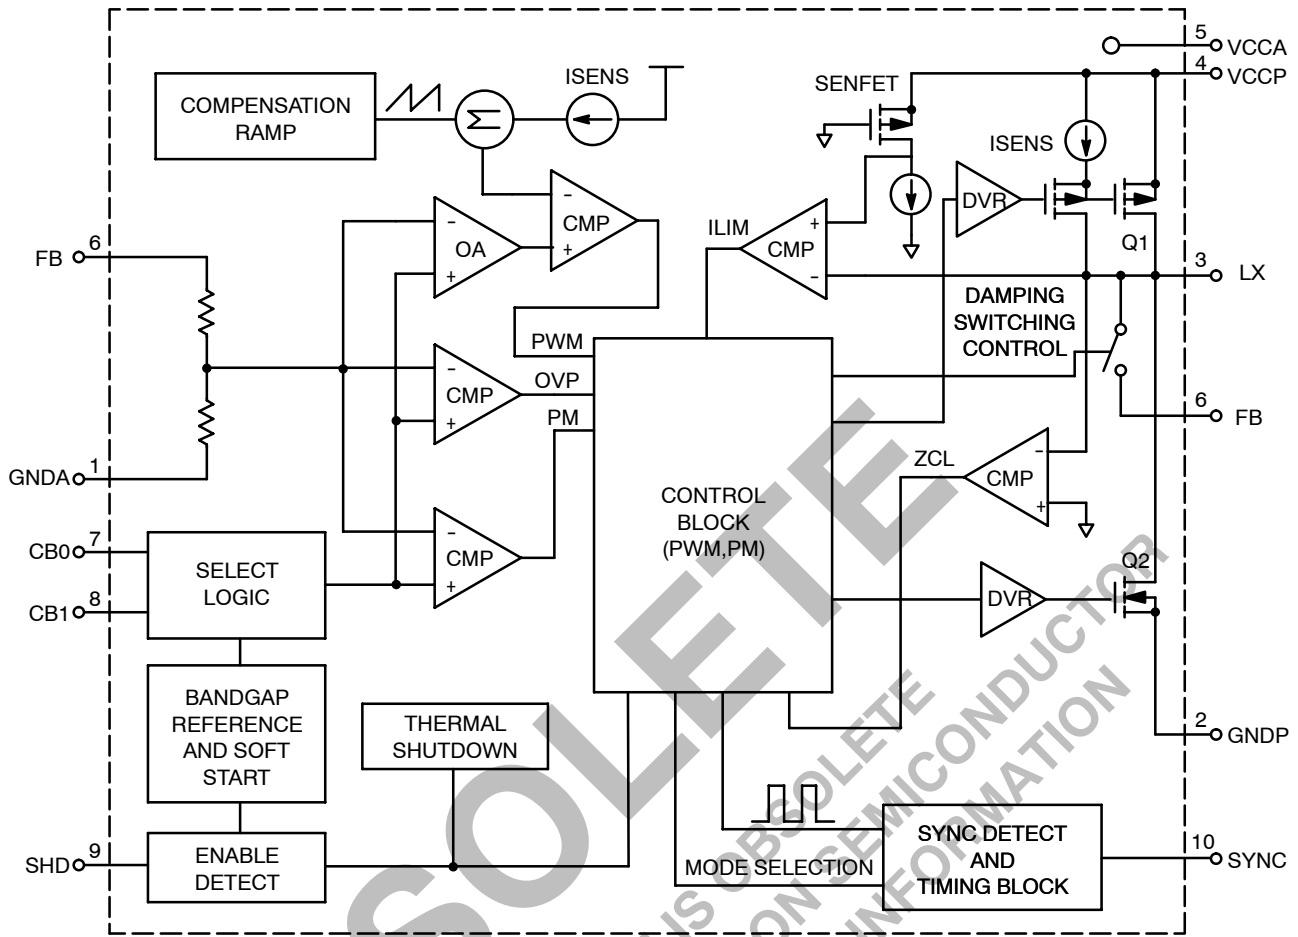 5
VCCA
4
VCCP
COMPENSATION
RAMP
Σ
ISENS
SENFET
ISENS
DVR
Q1
6
FB
-
+
OA
-
+
CMP
ILIM
+
-
CMP
3
LX
DAMPING
SWITCHING
CONTROL
PWM
OVP
PM
-
+
CMP
6
FB
1
GNDA
ZCL
-
+
CMP
CONTROL
BLOCK
(PWM,PM)
7
CB0
8
CB1
SELECT
LOGIC
-
+
CMP
DVR
Q2
BANDGAP
REFERENCE
AND SOFT
START
THERMAL
SHUTDOWN
2
GNDP
9
SHD
ENABLE
DETECT
MODE SELECTION
SYNC DETECT
AND
TIMING BLOCK
10
SYNC
SOLETE
IS OBSOLETE
ON SEMICONDUCTOR
INFORMATION